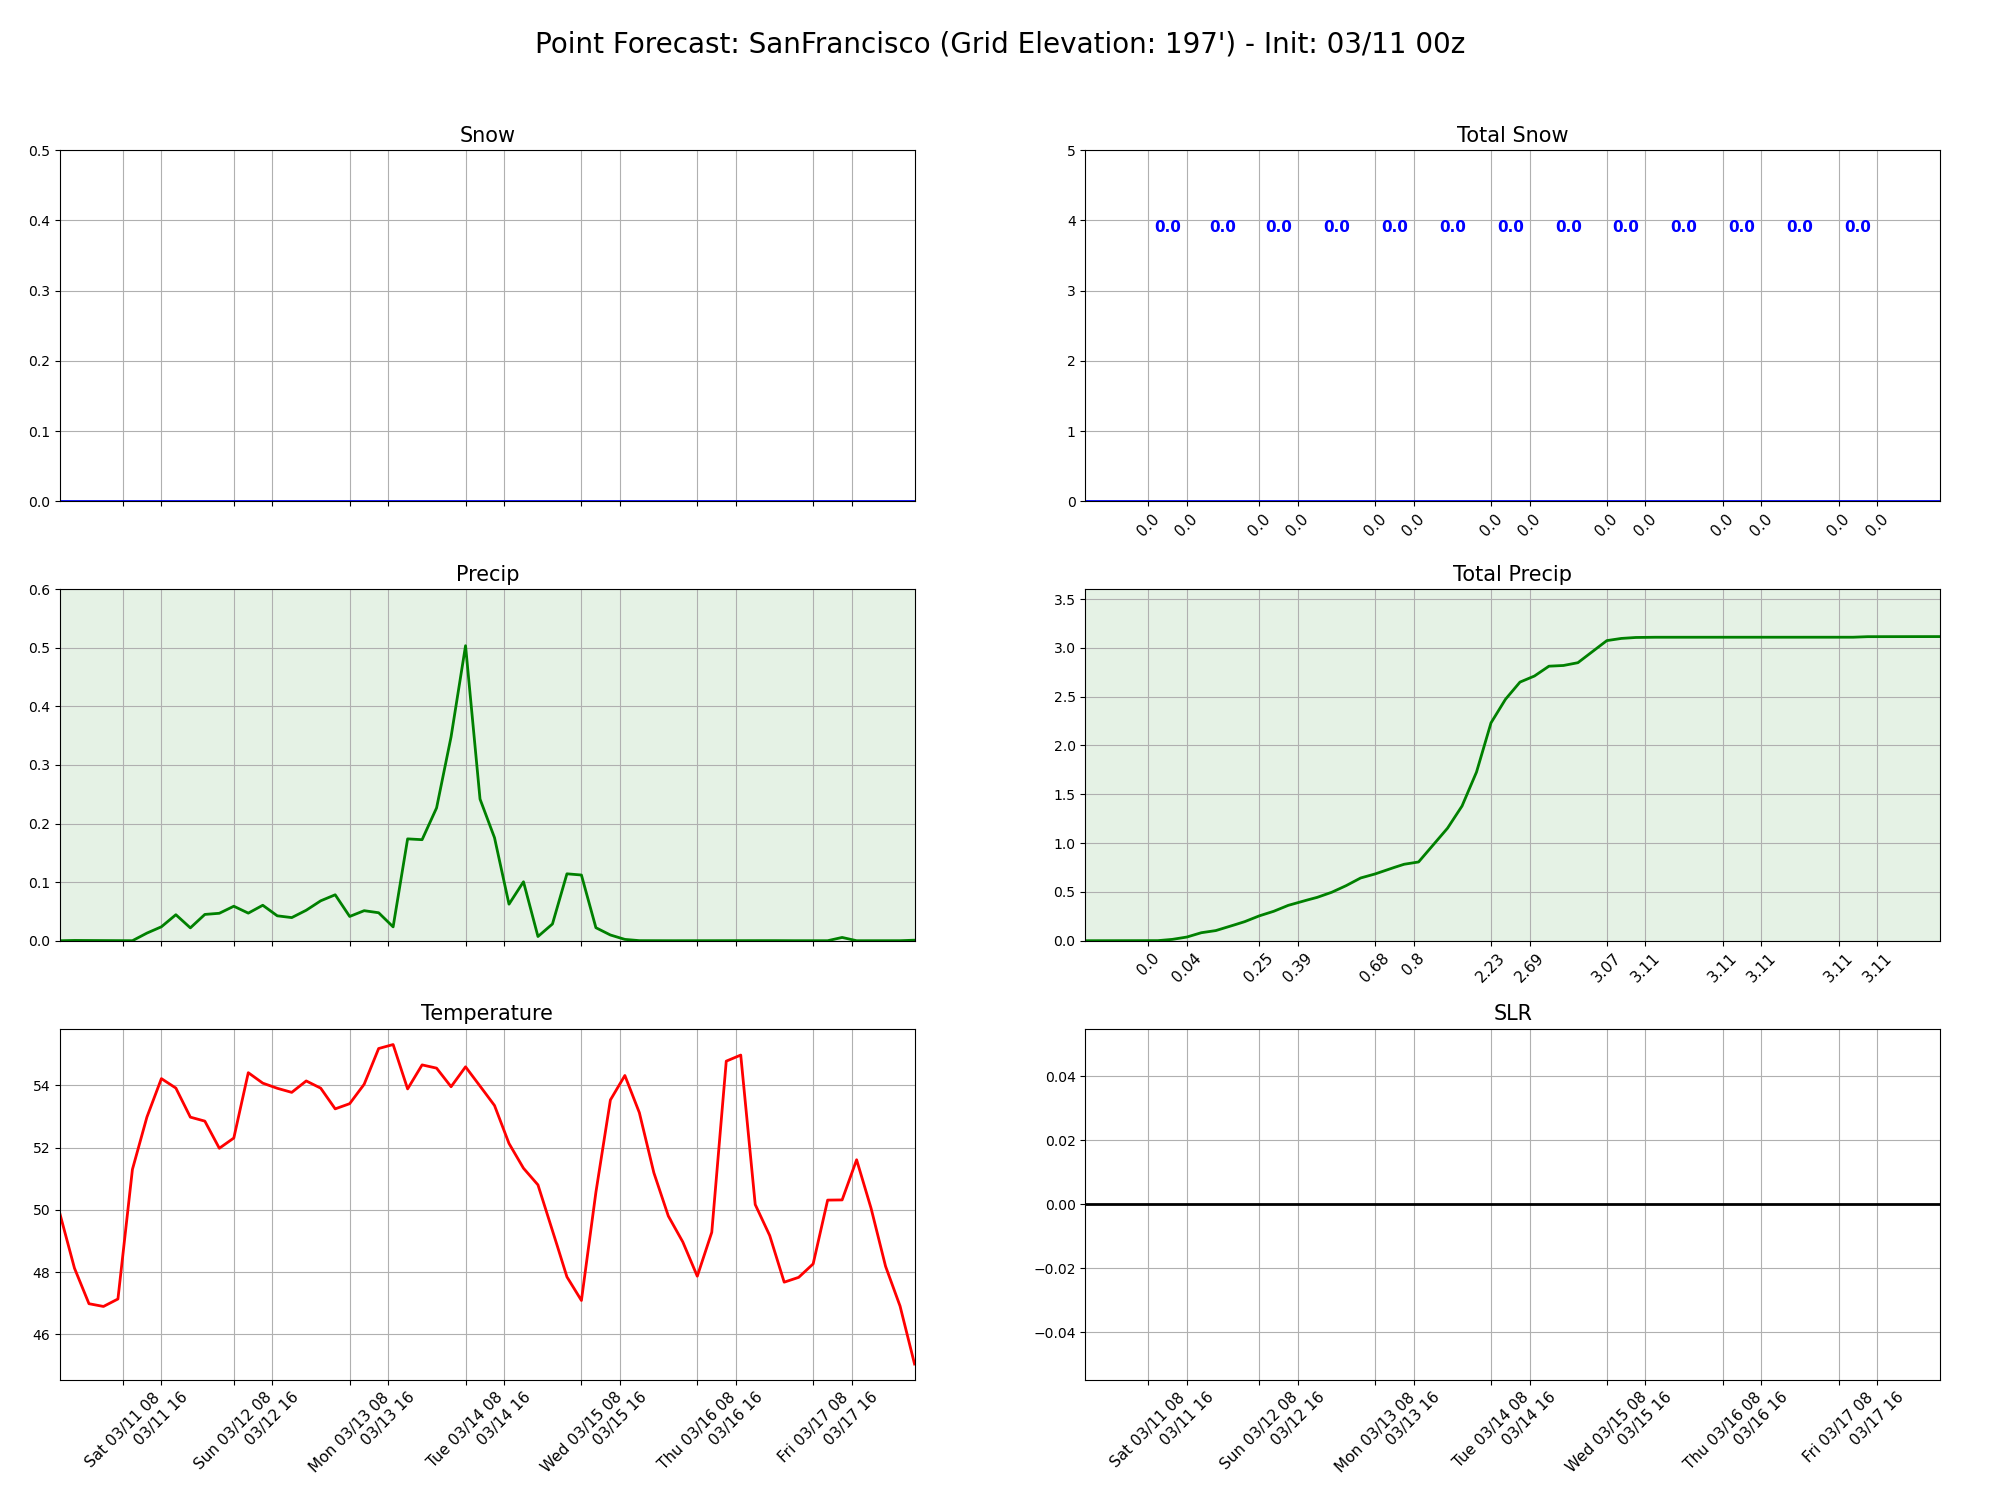 Point Forecast: SanFrancisco (Grid Elevation: 197') - Init: 03/11 00z
Snow
0.5
0.4
0.3
0.2
0.1
0.0
Total Snow
5
4
3
2
1
0
0.0 0.0 0.0 0.0 0.0 0.0 0.0 0.0 0.0 0.0 0.0 0.0 0.0
0.0 0.0 0.0 0.0 0.0 0.0 0.0 0.0 0.0 0.0 0.0 0.0 0.0 0.0
Precip
0.6
0.5
0.4
0.3
0.2
0.1
0.0
Total Precip
3.5
3.0
2.5
2.0
1.5
1.0
0.5
0.0
0.0 0.04 0.25 0.39 0.68 0.8 2.23 2.69 3.07 3.11 3.11 3.11 3.11 3.11
Temperature
54
52
50
48
46
Sat 03/11 08
03/11 16
Sun 03/12 08
03/12 16
Mon 03/13 08
03/13 16
Tue 03/14 08
03/14 16
Wed 03/15 08
03/15 16
Thu 03/16 08
03/16 16
Fri 03/17 08
03/17 16
SLR
0.04
0.02
0.00
−0.02
−0.04
Sat 03/11 08
03/11 16
Sun 03/12 08
03/12 16
Mon 03/13 08
03/13 16
Tue 03/14 08
03/14 16
Wed 03/15 08
03/15 16
Thu 03/16 08
03/16 16
Fri 03/17 08
03/17 16